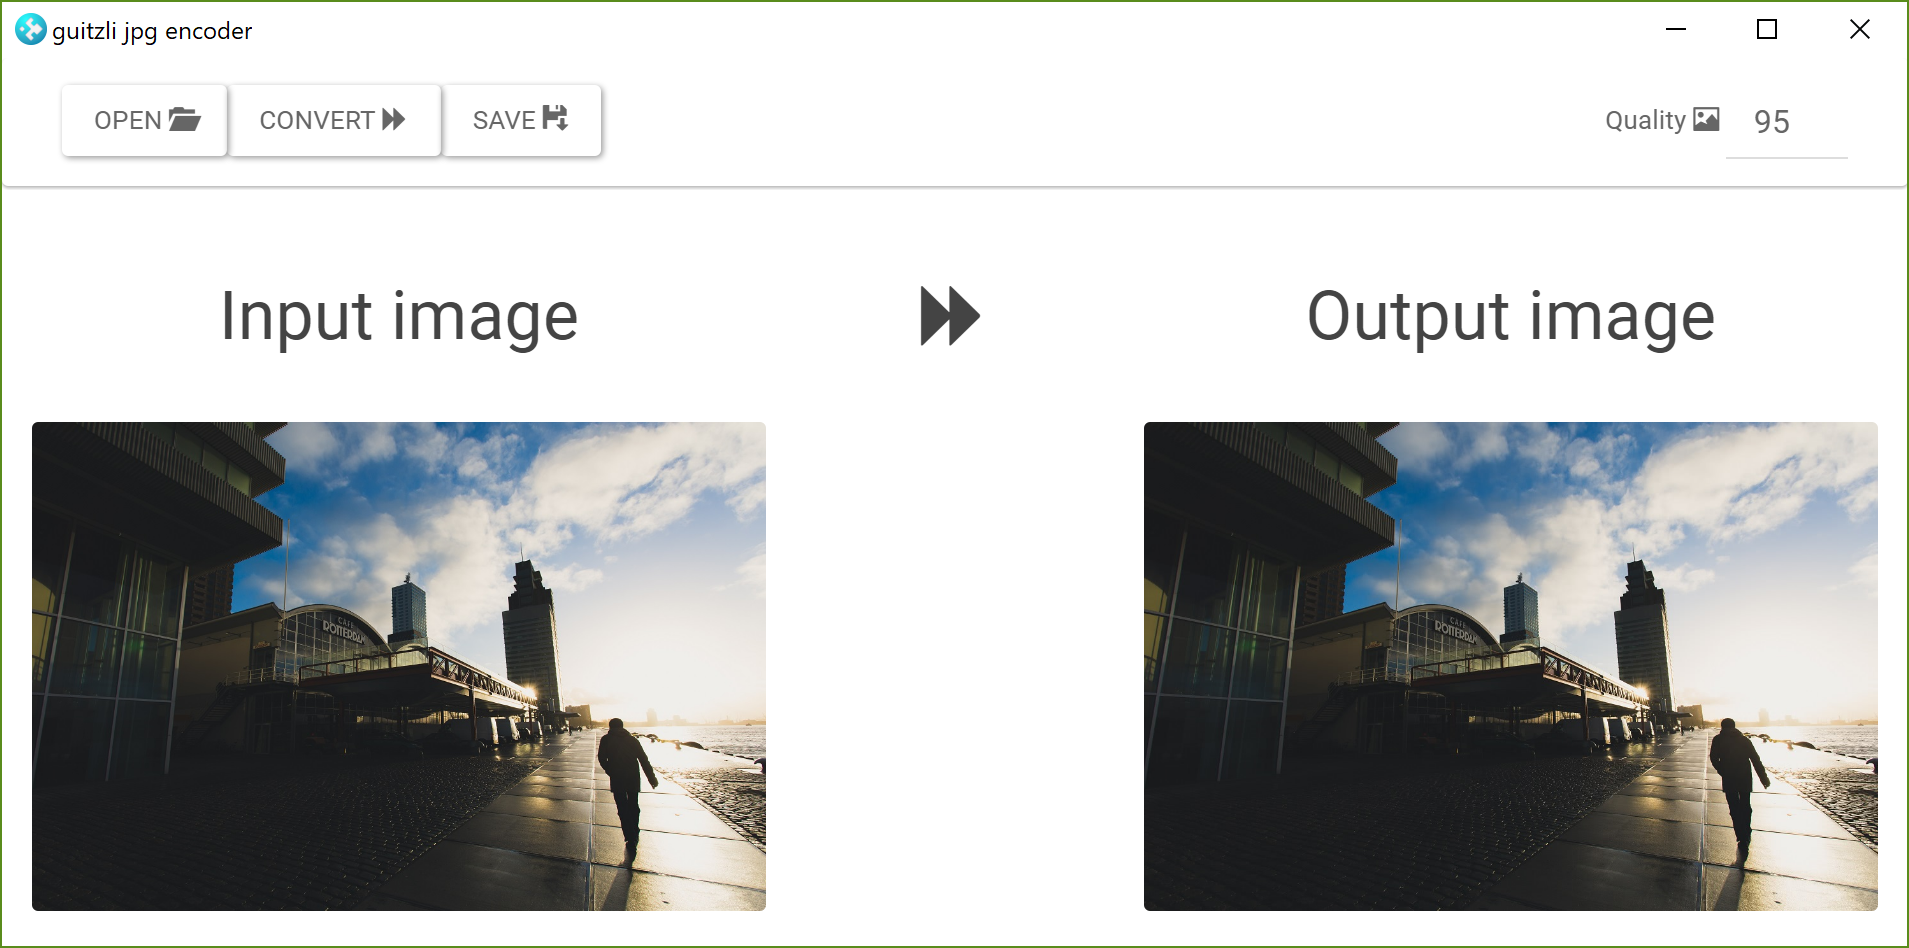 guitzli jpg encoder
OPEN
CONVERT
SAVE
Quality
95
Input image
Output image
CAFE
ROTTERDAM
CAFE
ROTTERDAM